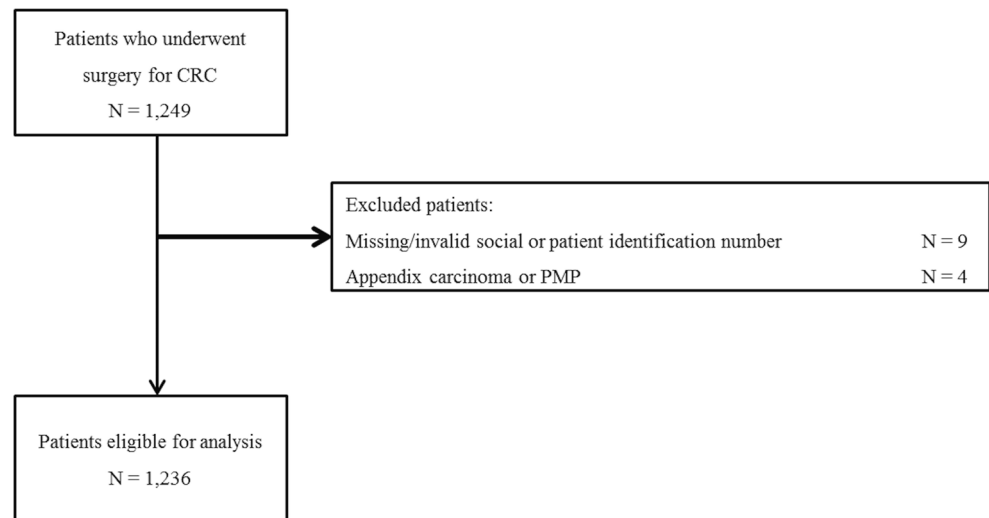 Patients who underwent
surgery for CRC
N = 1,249
Excluded patients:
Missing/invalid social or patient identification number N = 9
Appendix carcinoma or PMP N = 4
Patients eligible for analysis
N = 1,236